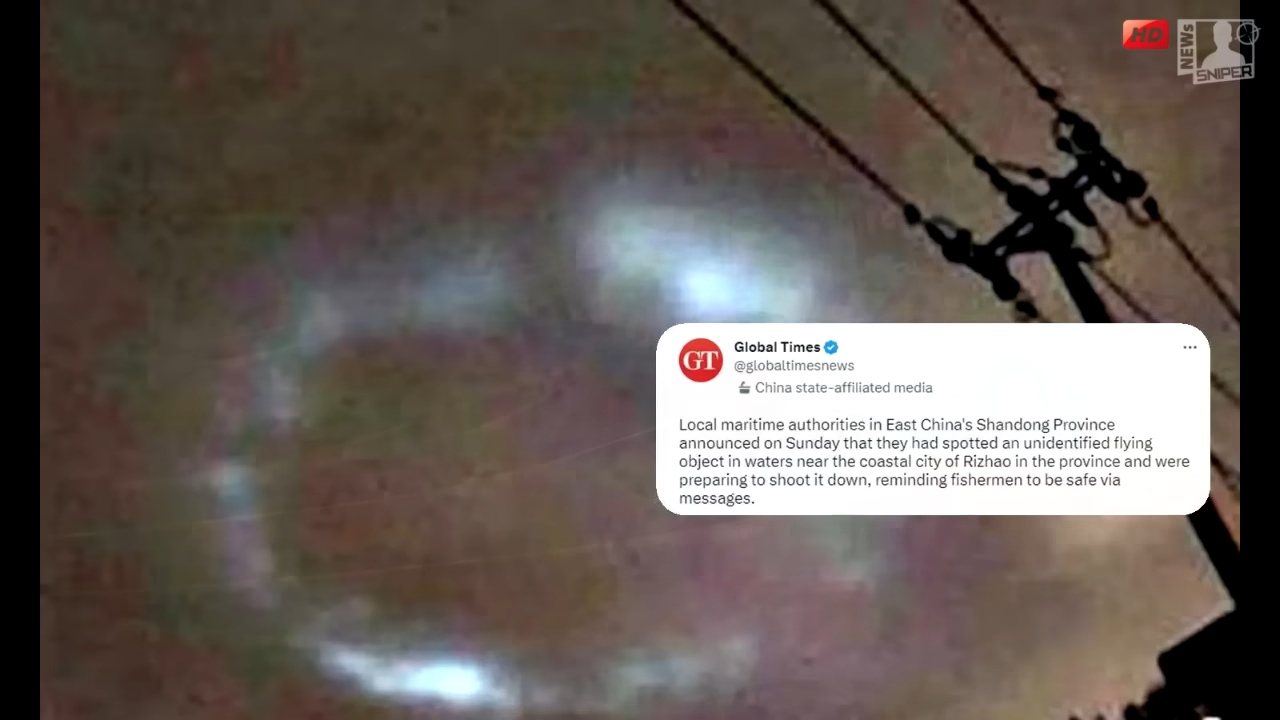 HD
NEWS
SNIPER
GT
Global Times
@globaltimesnews
China state-affiliated media
Local maritime authorities in East China's Shandong Province
announced on Sunday that they had spotted an unidentified flying
object in waters near the coastal city of Rizhao in the province and were
preparing to shoot it down, reminding fishermen to be safe via
messages.